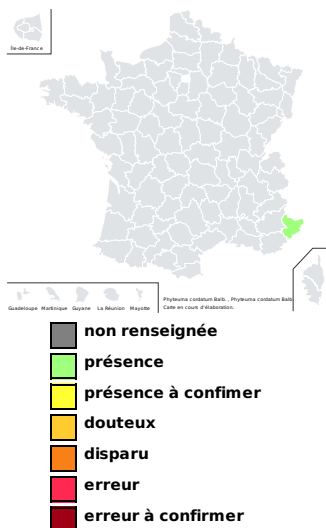 Île-de-France
Phyteuma cordatum Balb. , Phyteuma cordatum Balb
Carte en cours d'élaboration.
Guadeloupe Martinique Guyane La Réunion Mayotte
non renseignée
présence
présence à confimer
douteux
disparu
erreur
erreur à confirmer